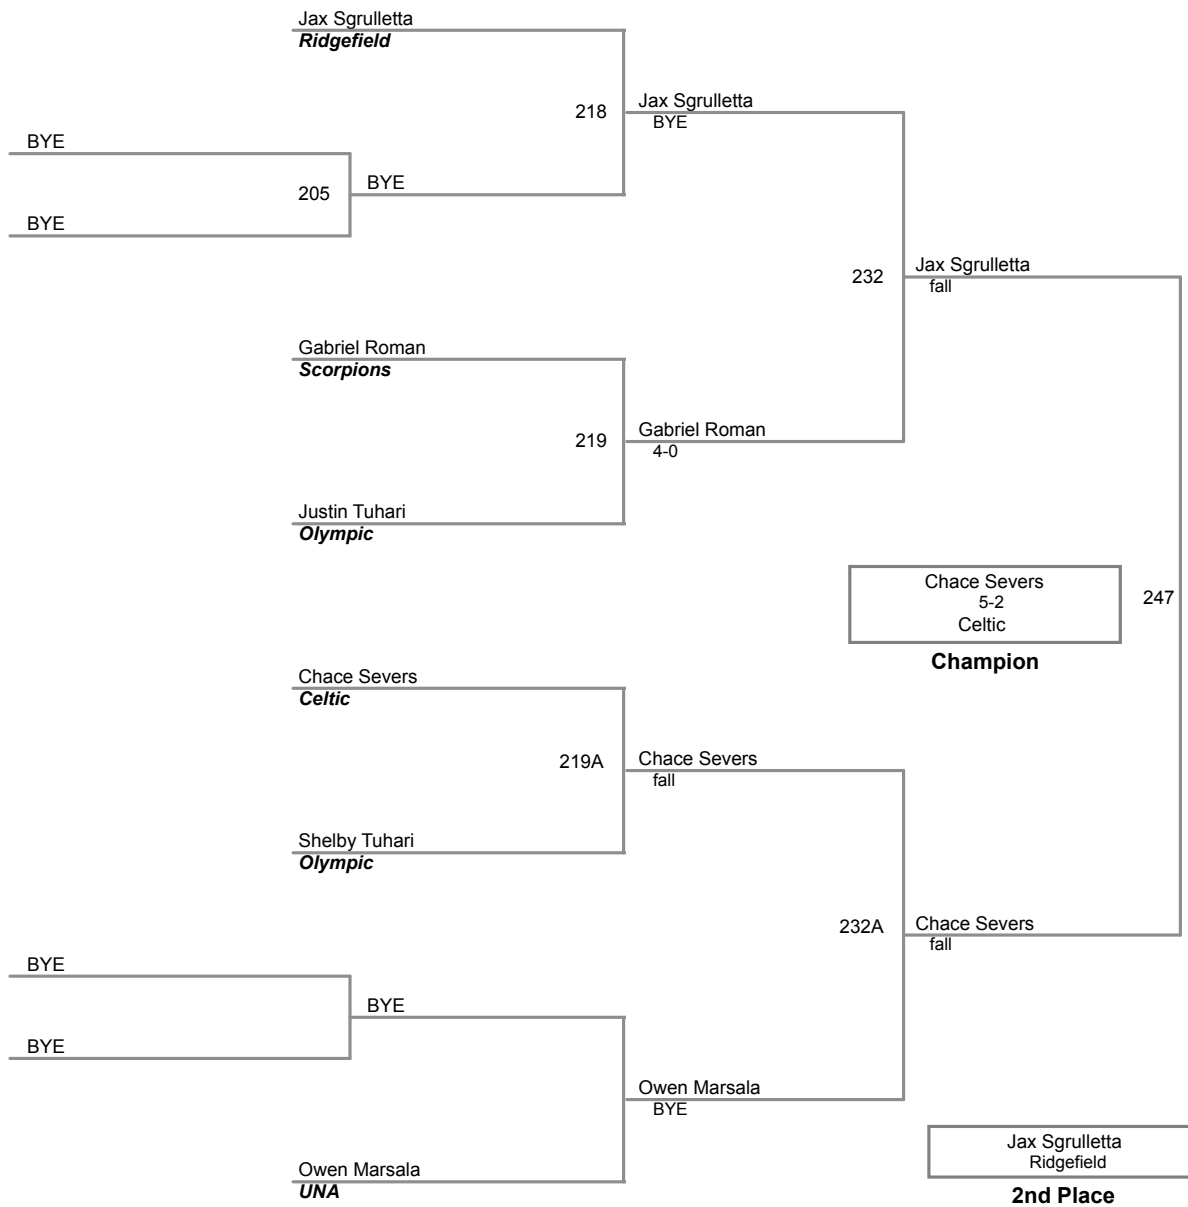 Jax Sgrulletta
Ridgefield
218
Jax Sgrulletta
BYE
BYE
205
BYE
BYE
232
Jax Sgrulletta
fall
Gabriel Roman
Scorpions
219
Gabriel Roman
4-0
Justin Tuhari
Olympic
Chace Severs
5-2
Celtic
Champion
247
Chace Severs
Celtic
219A
Chace Severs
fall
Shelby Tuhari
Olympic
232A
Chace Severs
fall
BYE
BYE
BYE
Owen Marsala
BYE
Owen Marsala
UNA
Jax Sgrulletta
Ridgefield
2nd Place